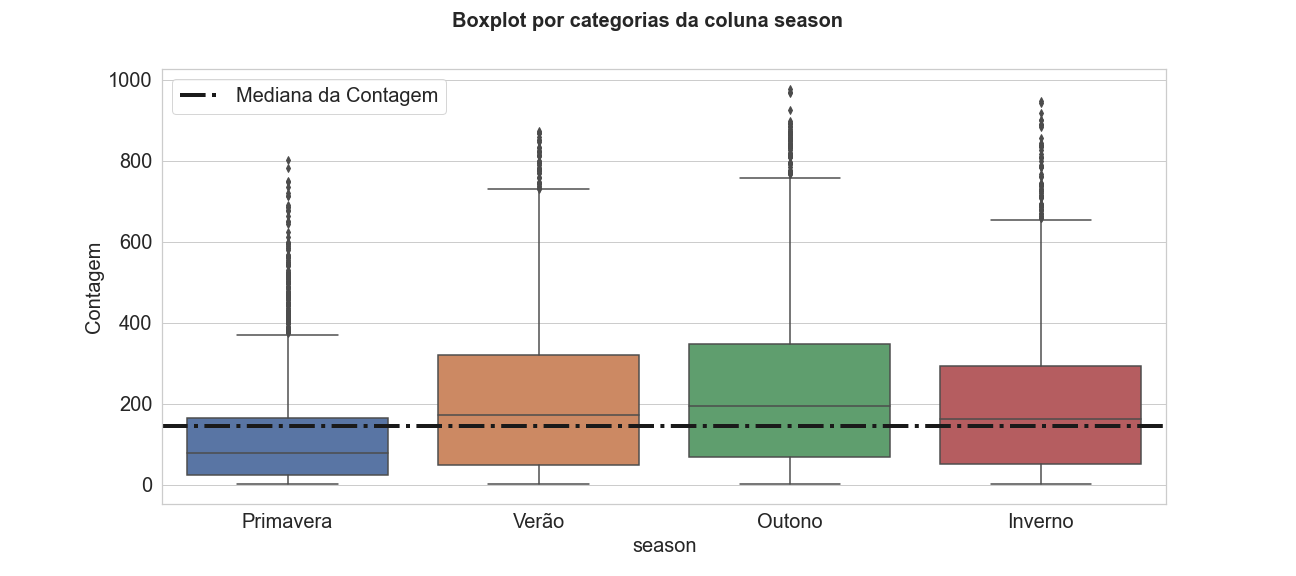 Boxplot por categorias da coluna season
Mediana da Contagem
1000
800
600
400
200
0
Contagem
Primavera Verão Outono Inverno
season